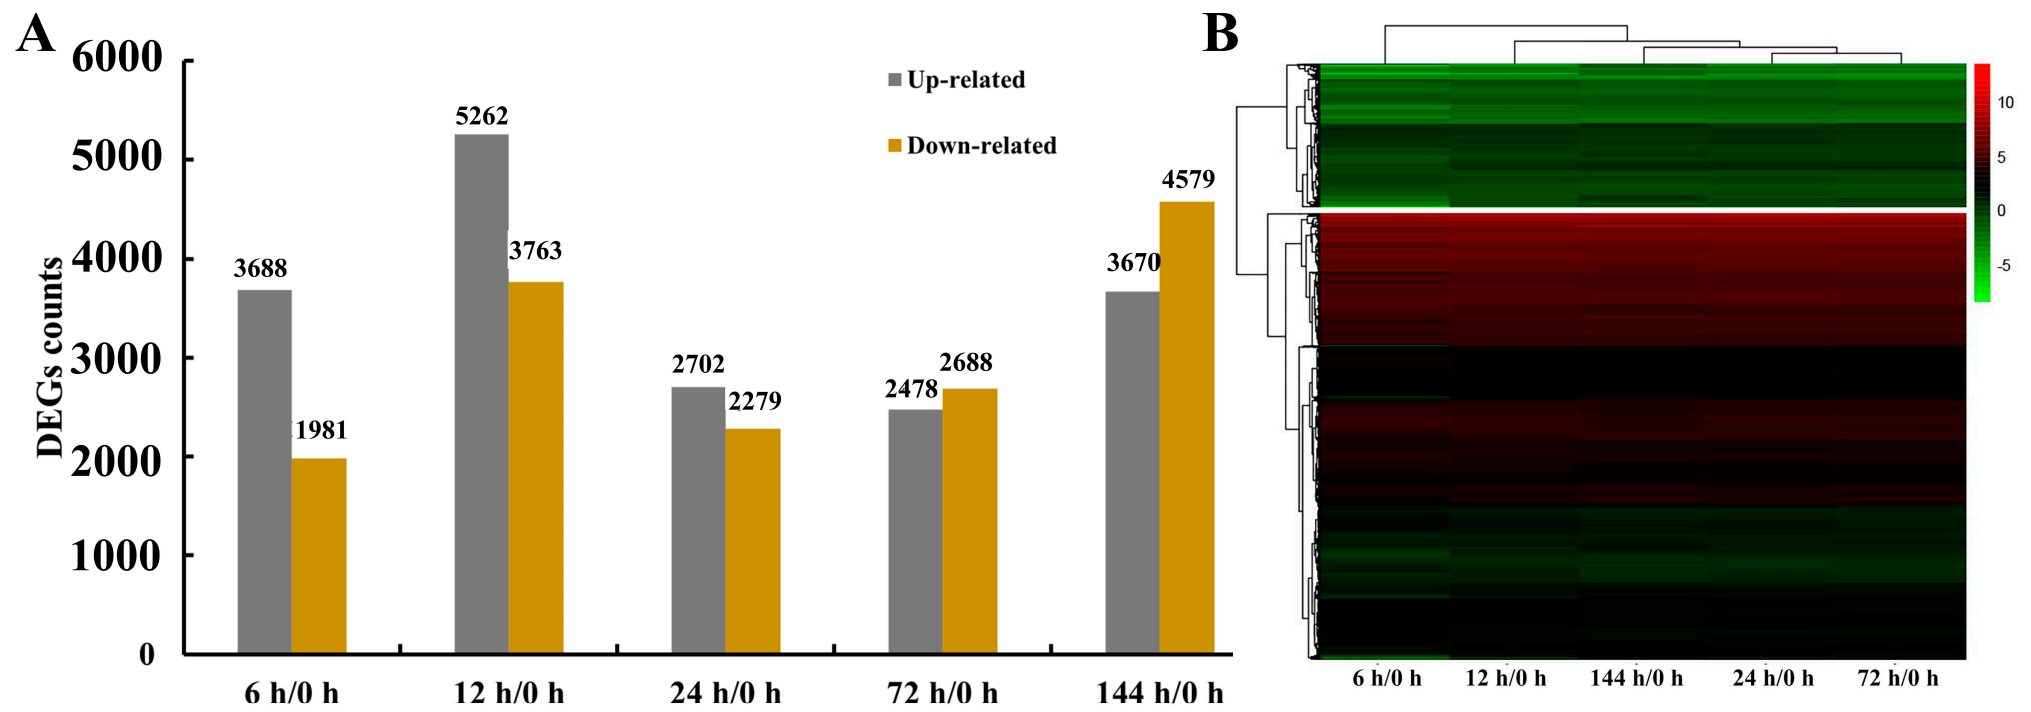 A
B
DEGs counts
6000
5000
4000
3000
2000
1000
0
Up-related
Down-related
3688
1981
5262
3763
2702
2279
2478
2688
3670
4579
6 h/0 h
12 h/0 h
24 h/0 h
72 h/0 h
144 h/0 h
10
5
0
-5
6 h/0 h
12 h/0 h
144 h/0 h
24 h/0 h
72 h/0 h